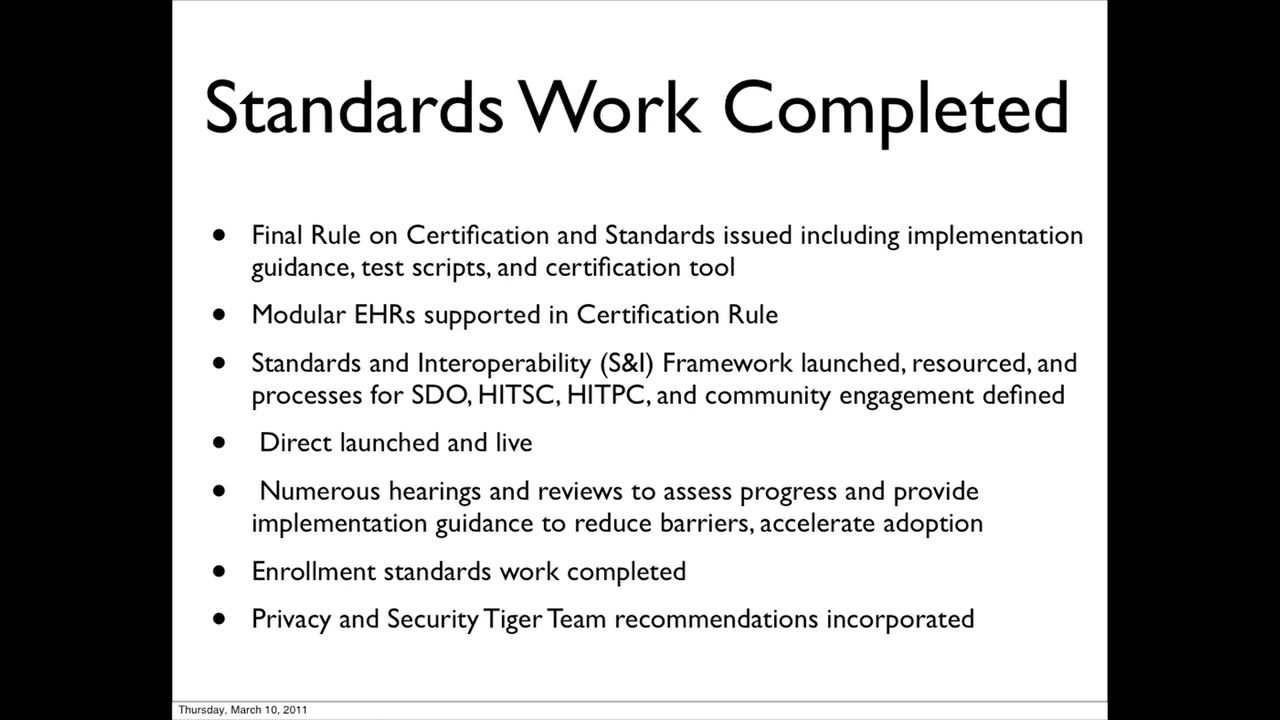 Standards Work Completed
• Final Rule on Certification and Standards issued including implementation
guidance, test scripts, and certification tool
• Modular EHRs supported in Certification Rule
• Standards and Interoperability (S&I) Framework launched, resourced, and
processes for SDO, HITSC, HITPC, and community engagement defined
• Direct launched and live
• Numerous hearings and reviews to assess progress and provide
implementation guidance to reduce barriers, accelerate adoption
• Enrollment standards work completed
• Privacy and Security Tiger Team recommendations incorporated
Thursday, March 10, 2011